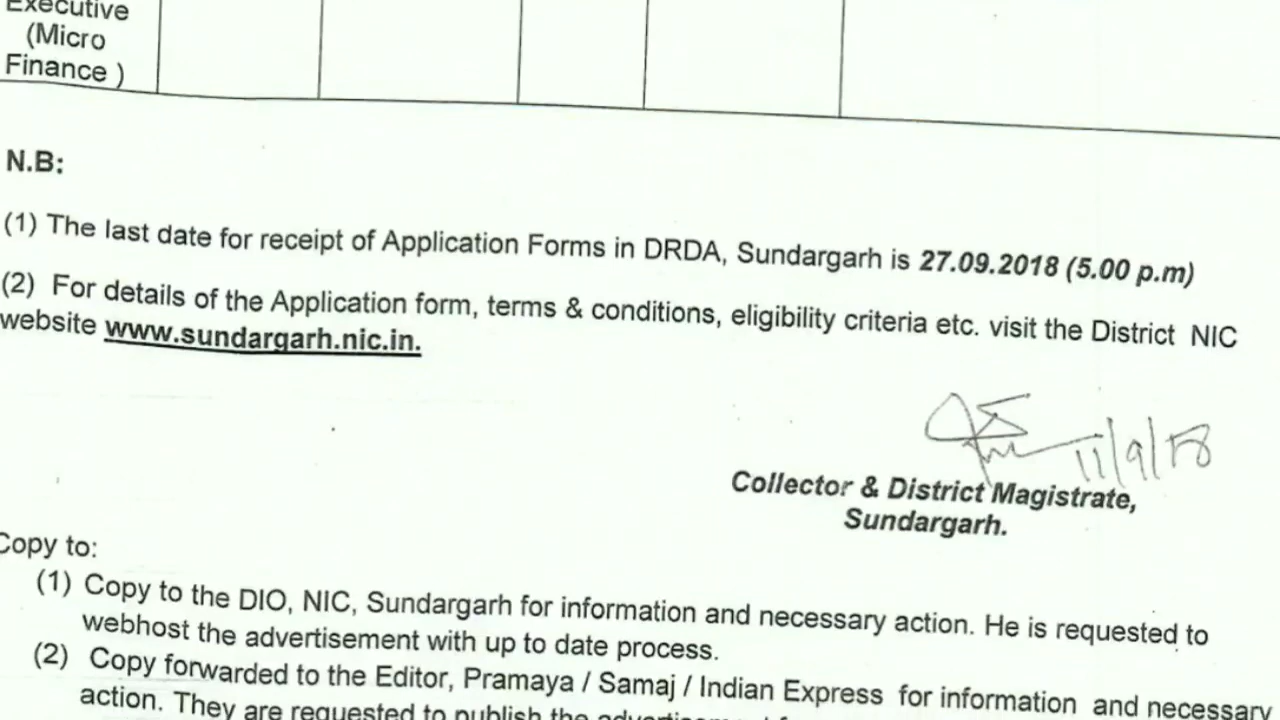 Executive
(Micro
Finance )
N.B:
(1) The last date for receipt of Application Forms in DRDA, Sundargarh is 27.09.2018 (5.00 p.m)
(2) For details of the Application form, terms & conditions, eligibility criteria etc. visit the District NIC
website www.sundargarh.nic.in.
11/9/18
Collector & District Magistrate,
Sundargarh.
Copy to:
(1) Copy to the DIO, NIC, Sundargarh for information and necessary action. He is requested to
webhost the advertisement with up to date process.
(2) Copy forwarded to the Editor, Pramaya / Samaj / Indian Express for information and necessary
action. They are requested to publish the advertisement